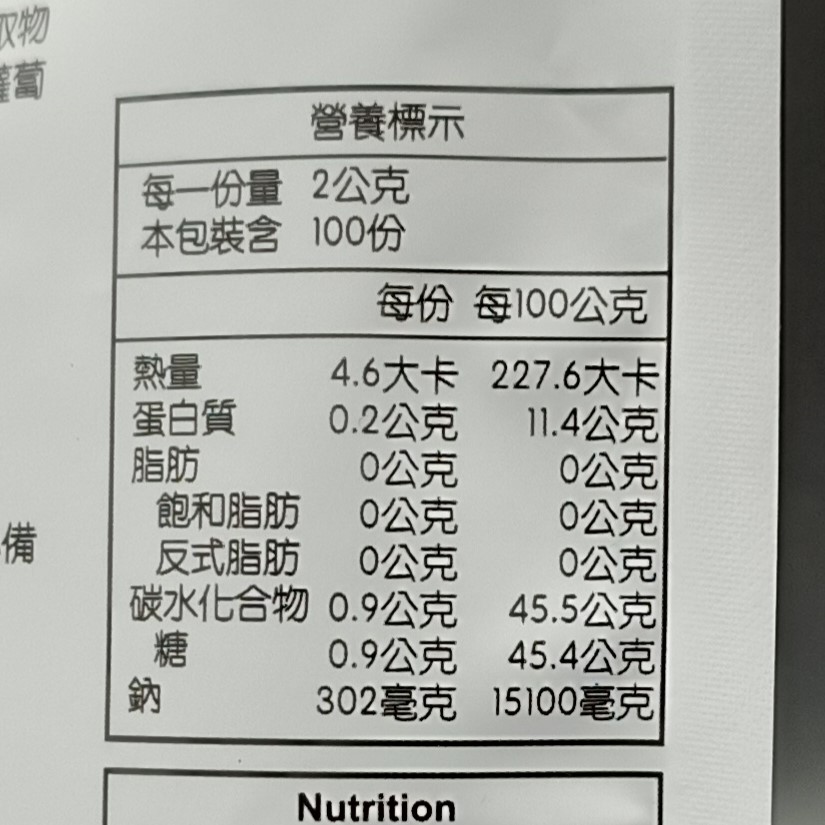 取物
蘿蔔
營養標示
每一份量 2公克
本包裝含 100份
每份 每100公克
熱量 4.6大卡 227.6大卡
蛋白質 0.2公克 11.4公克
脂肪 0公克 0公克
飽和脂肪 0公克 0公克
反式脂肪 0公克 0公克
碳水化合物 0.9公克 45.5公克
糖 0.9公克 45.4公克
鈉 302毫克 15100毫克
備
Nutrition